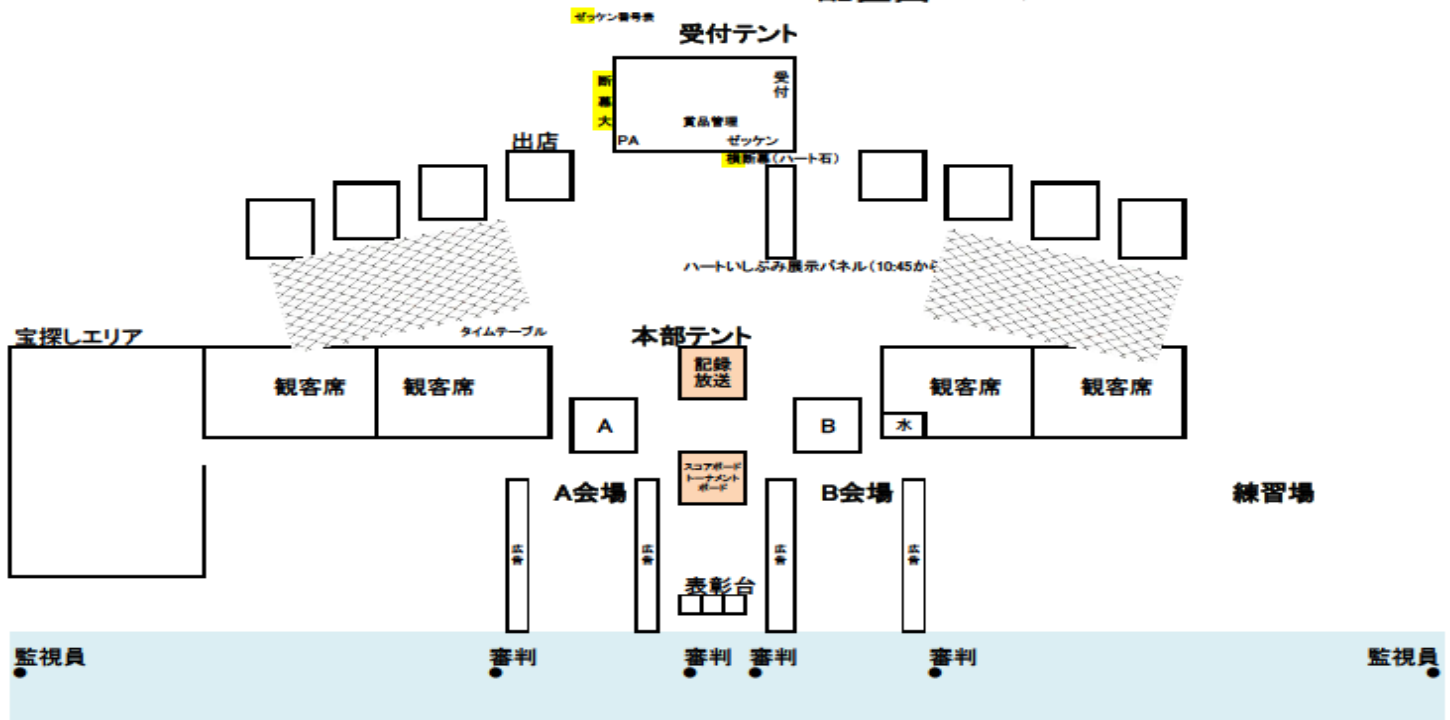 ゼッケン番号表
受付テント
断
幕
大
受
付
賞品管理
PA
ゼッケン
横断幕(ハート石)
出店
ハートいしぶみ展示パネル(10:45から
宝探しエリア
タイムテーブル
本部テント
記録
放送
観客席
観客席
観客席
観客席
A
B
水
スコアボード
トーナメント
ボード
A会場
B会場
練習場
広告
広告
広告
広告
表彰台
監視員
審判
審判
審判
審判
監視員